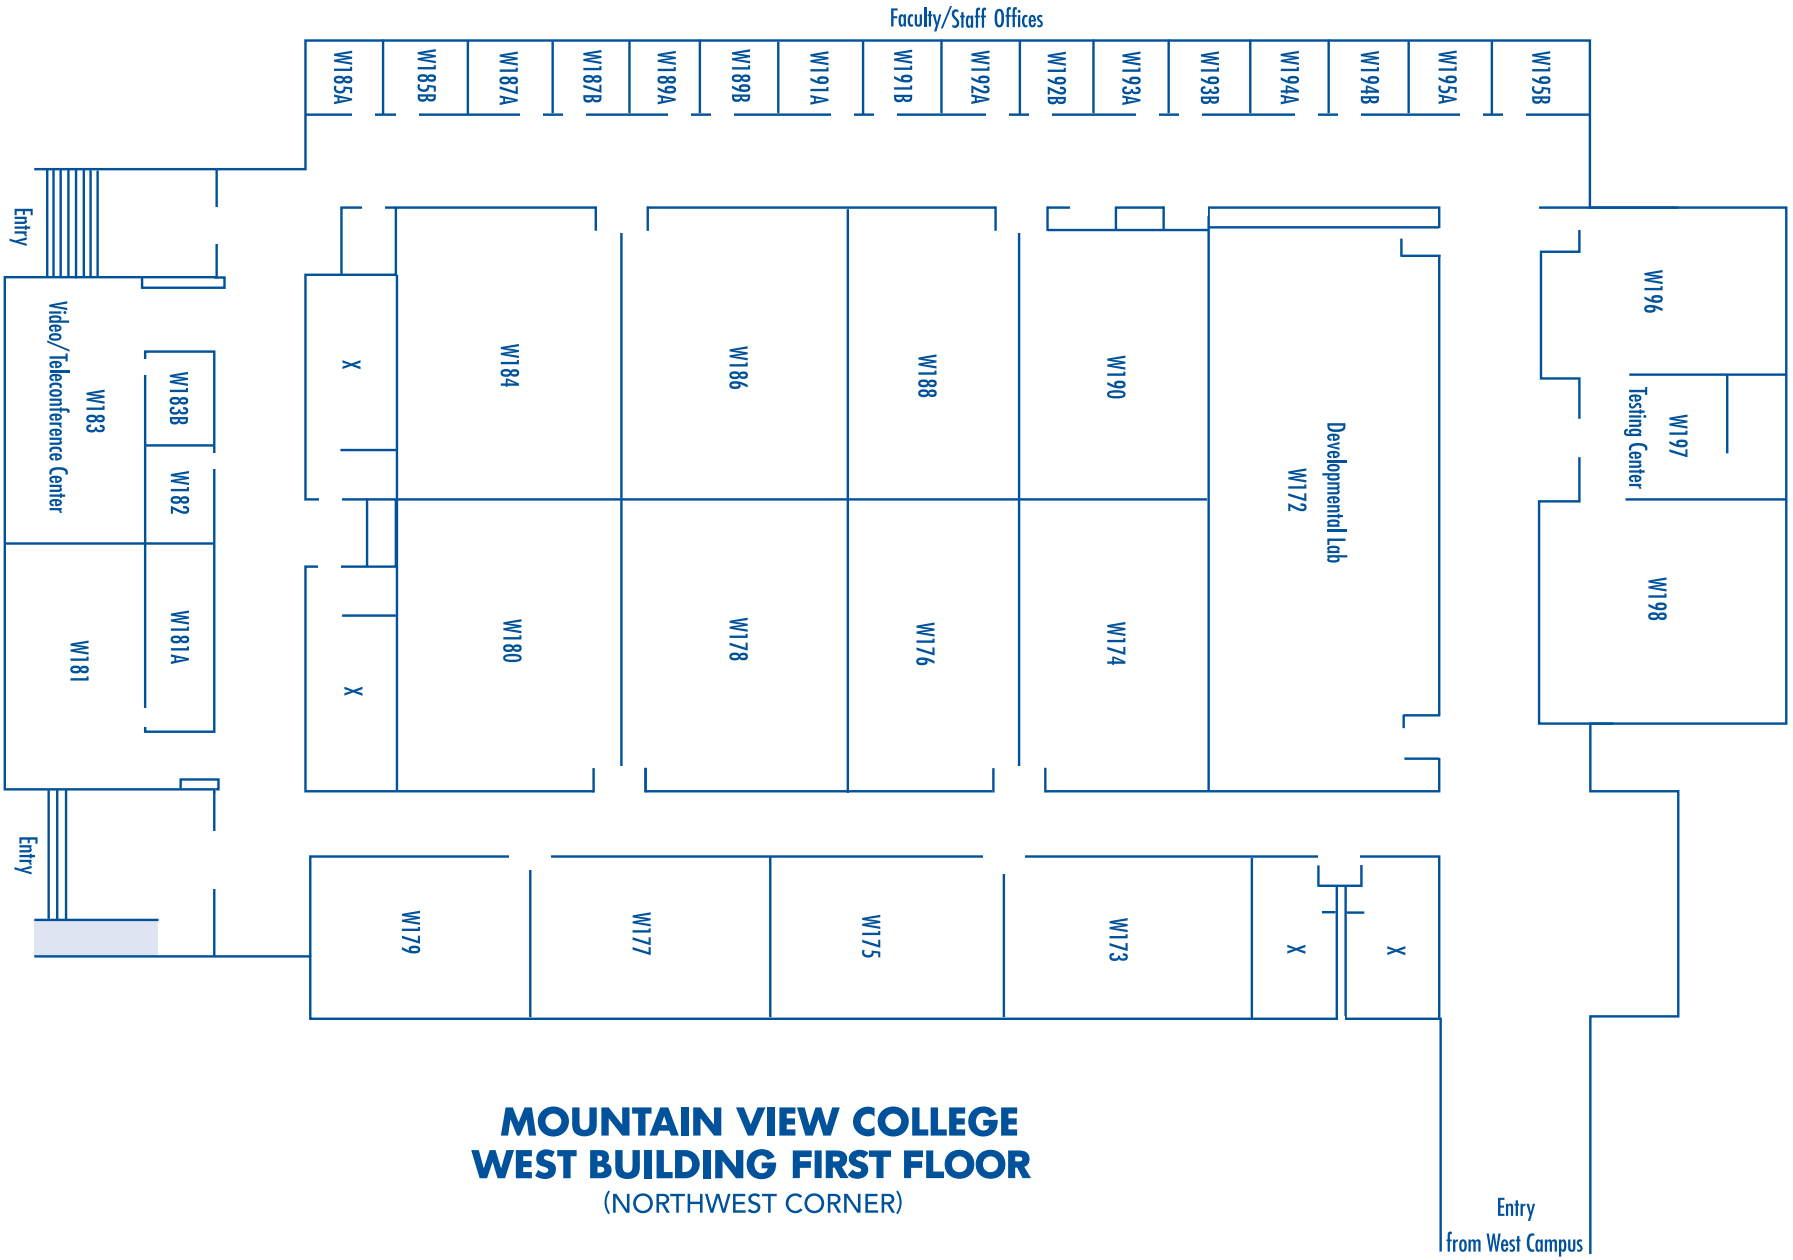 Faculty/Staff Offices
W185A
W185B
W187A
W187B
W189A
W189B
W191A
W191B
W192A
W192B
W193A
W193B
W194A
W194B
W195A
W195B
Entry
W183
Video/Teleconference Center
W183B
W182
X
W184
W186
W188
W190
Developmental Lab
W172
W196
W197
Testing Center
W198
W181
W181A
X
W180
W178
W176
W174
Entry
W179
W177
W175
W173
X
X
MOUNTAIN VIEW COLLEGE
WEST BUILDING FIRST FLOOR
(NORTHWEST CORNER)
Entry
from West Campus